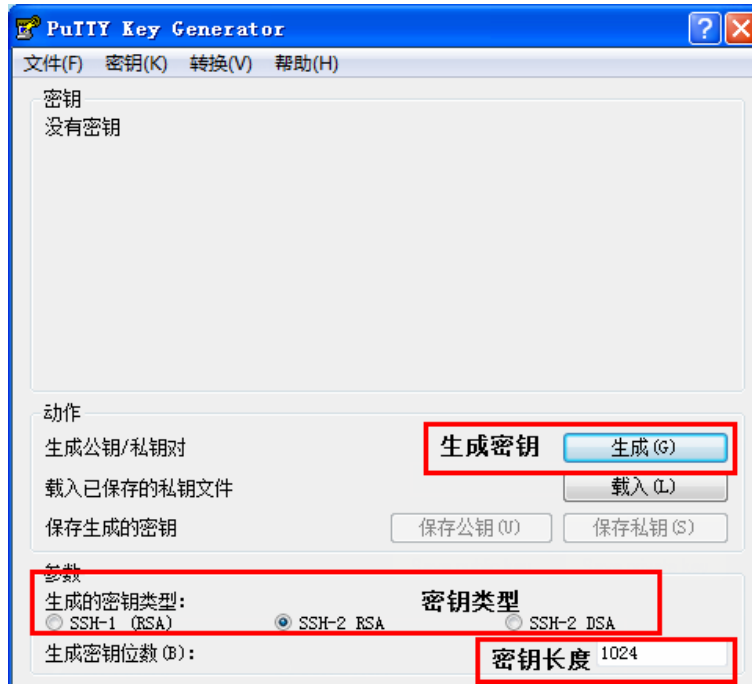 PuTTY Key Generator
文件(F) 密钥(K) 转换(V) 帮助(H)
密钥
没有密钥
动作
生成公钥/私钥对 生成密钥 生成(G)
载入已保存的私钥文件 载入(L)
保存生成的密钥 保存公钥(U) 保存私钥(S)
参数
生成的密钥类型: 密钥类型
SSH-1 (RSA) SSH-2 RSA SSH-2 DSA
生成密钥位数(B): 密钥长度 1024